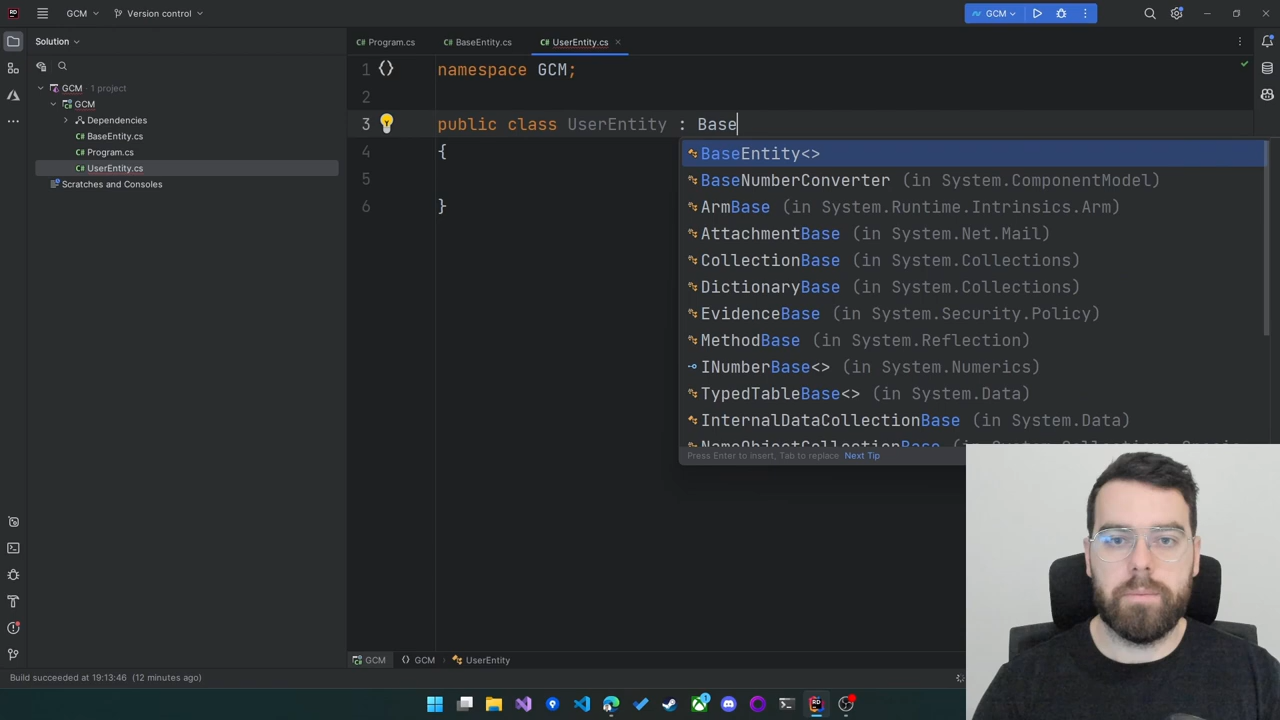 GCM
Version control
GCM
Solution
Program.cs
BaseEntity.cs
UserEntity.cs
GCM 1 project
GCM
Dependencies
BaseEntity.cs
Program.cs
UserEntity.cs
Scratches and Consoles
1 namespace GCM;
2
3 public class UserEntity : Base
4 {
5
6 }
BaseEntity<>
BaseNumberConverter (in System.ComponentModel)
ArmBase (in System.Runtime.Intrinsics.Arm)
AttachmentBase (in System.Net.Mail)
CollectionBase (in System.Collections)
DictionaryBase (in System.Collections)
EvidenceBase (in System.Security.Policy)
MethodBase (in System.Reflection)
INumberBase<> (in System.Numerics)
TypedTableBase<> (in System.Data)
InternalDataCollectionBase (in System.Data)
NameObjectCollectionBase
Press Enter to insert, Tab to replace Next Tip
GCM
GCM
UserEntity
Build succeeded at 19:13:46 (12 minutes ago)